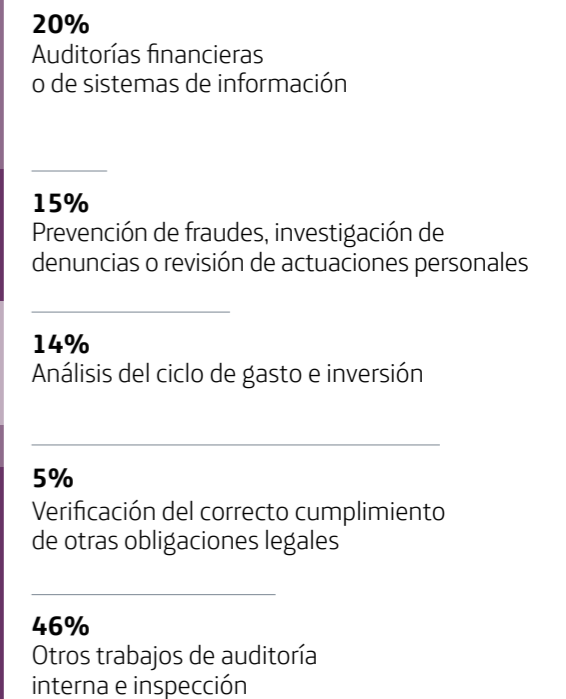 20%
Auditorías financieras
o de sistemas de información
15%
Prevención de fraudes, investigación de
denuncias o revisión de actuaciones personales
14%
Análisis del ciclo de gasto e inversión
5%
Verificación del correcto cumplimiento
de otras obligaciones legales
46%
Otros trabajos de auditoría
interna e inspección